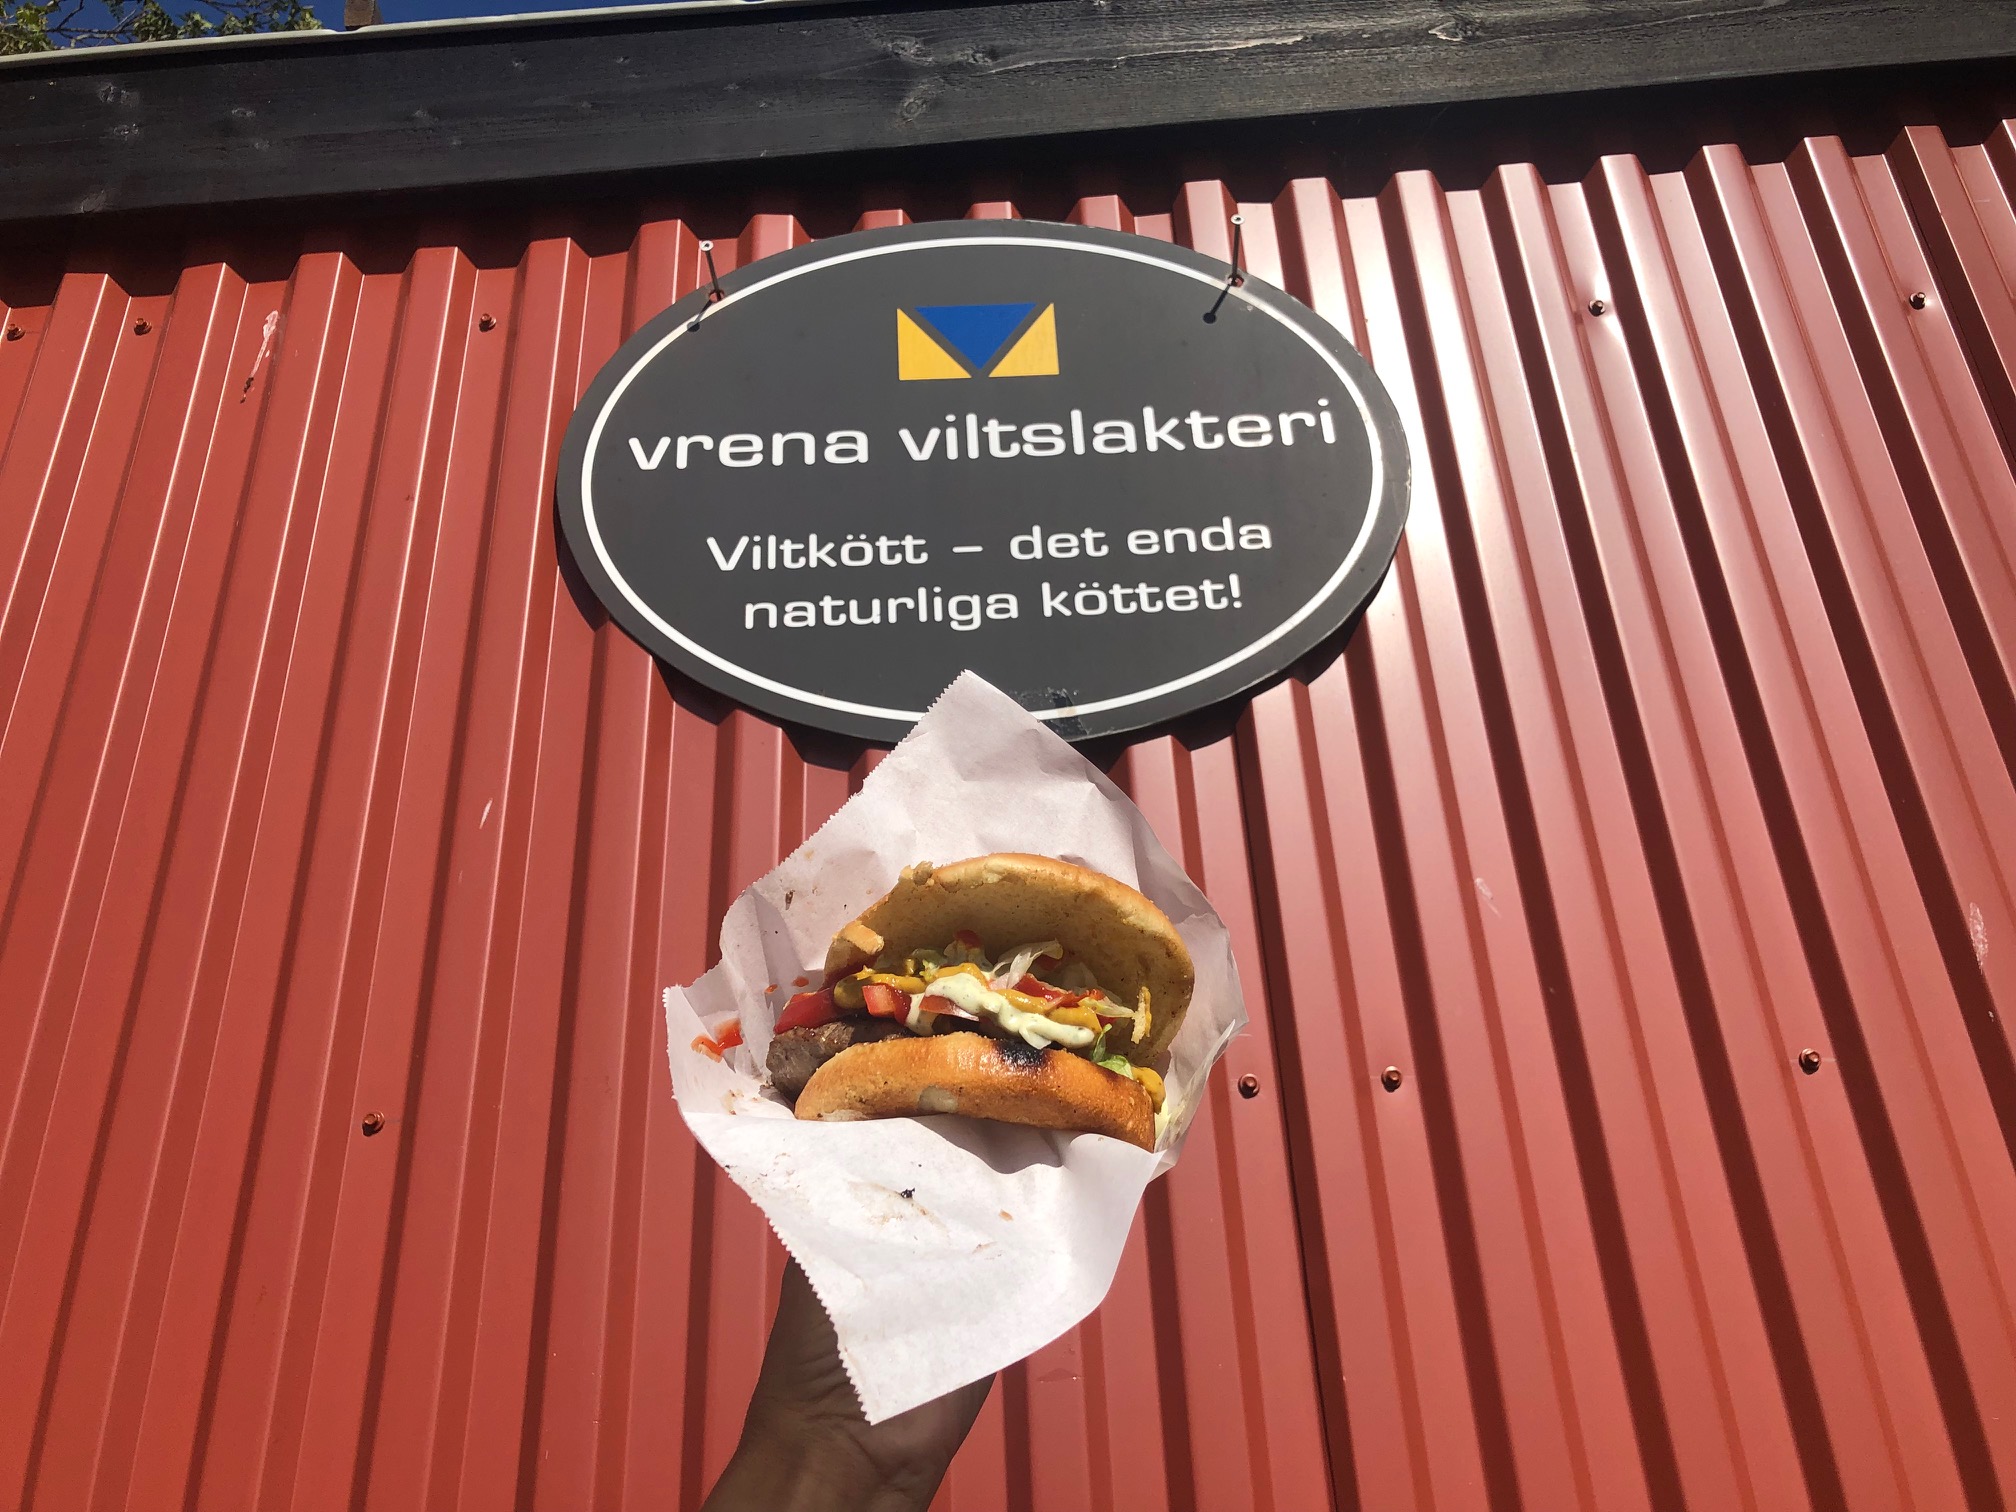 vrena viltslakteri
Viltkött – det enda
naturliga köttet!